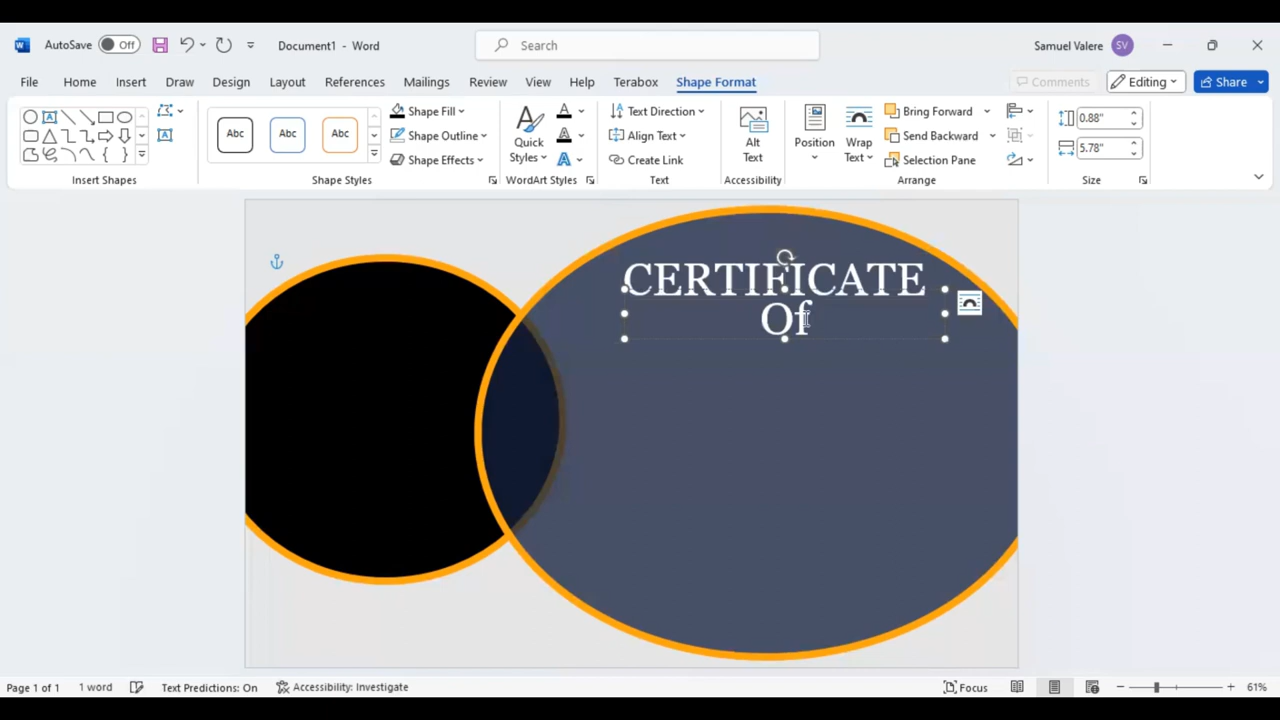 AutoSave Off Document1 - Word Search Samuel Valere SV
File Home Insert Draw Design Layout References Mailings Review View Help Terabox Shape Format Comments Editing Share
Abc Abc Abc
Shape Fill
Shape Outline
Shape Effects
Quick Styles
Text Direction
Align Text
Create Link
Alt Text
Position
Wrap Text
Bring Forward
Send Backward
Selection Pane
0.88"
5.78"
Insert Shapes Shape Styles WordArt Styles Text Accessibility Arrange Size
CERTIFICATE
Of
Page 1 of 1 1 word Text Predictions: On Accessibility: Investigate Focus 61%